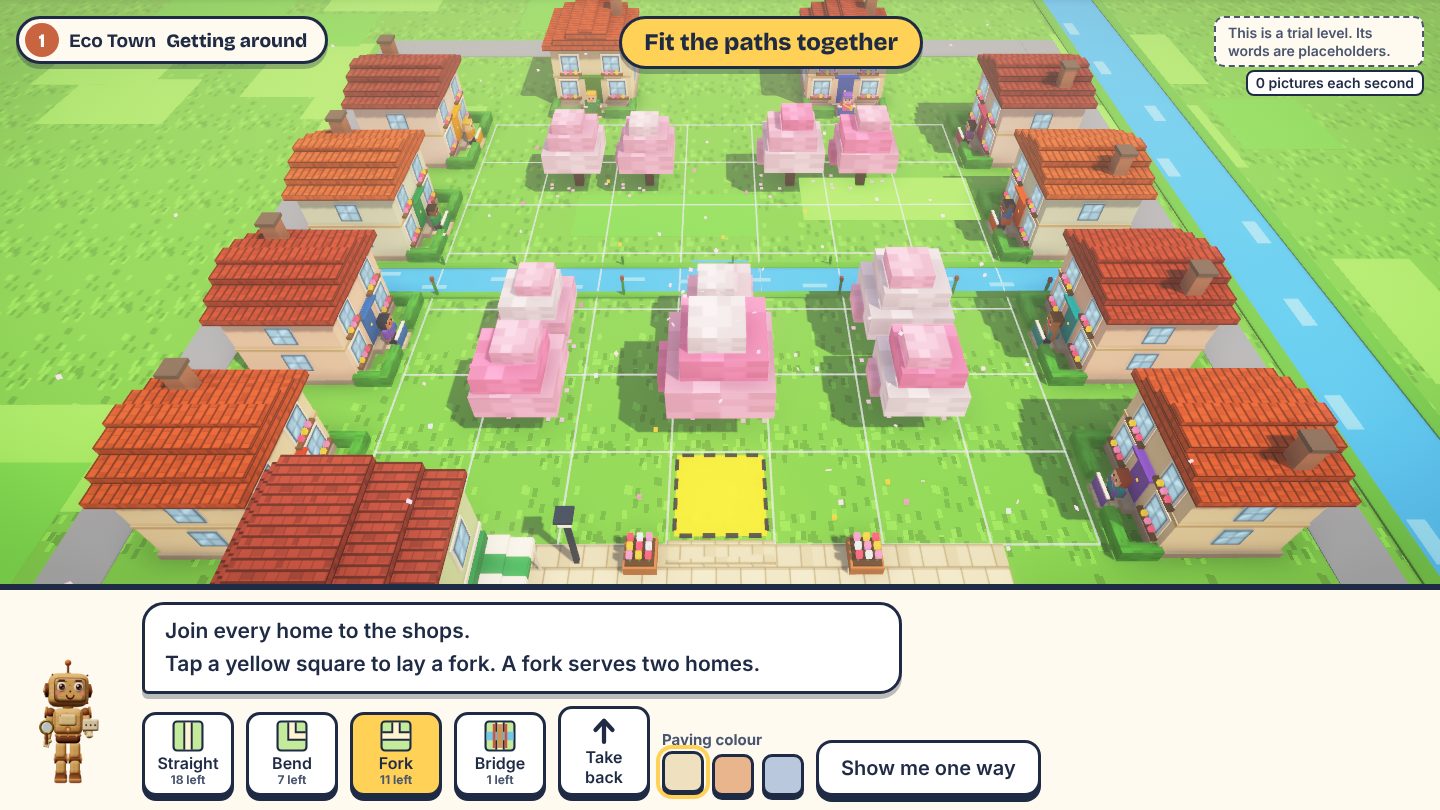 1 Eco Town Getting around
Fit the paths together
This is a trial level. Its
words are placeholders.
0 pictures each second
Join every home to the shops.
Tap a yellow square to lay a fork. A fork serves two homes.
Straight
18 left
Bend
7 left
Fork
11 left
Bridge
1 left
Take
back
Paving colour
Show me one way